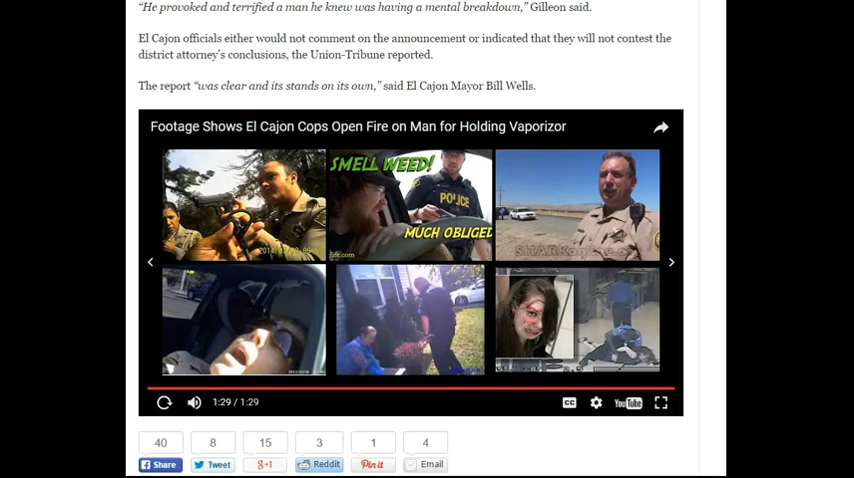 “He provoked and terrified a man he knew was having a mental breakdown,” Gilleon said.
El Cajon officials either would not comment on the announcement or indicated that they will not contest the
district attorney’s conclusions, the Union-Tribune reported.
The report “was clear and its stands on its own,” said El Cajon Mayor Bill Wells.
Footage Shows El Cajon Cops Open Fire on Man for Holding Vaporizor
SMELL WEED!
POLICE
MUCH OBLIGED
1:29 / 1:29
CC
YouTube
40 8 15 3 1 4
Share Tweet g+1 Reddit Pin it Email